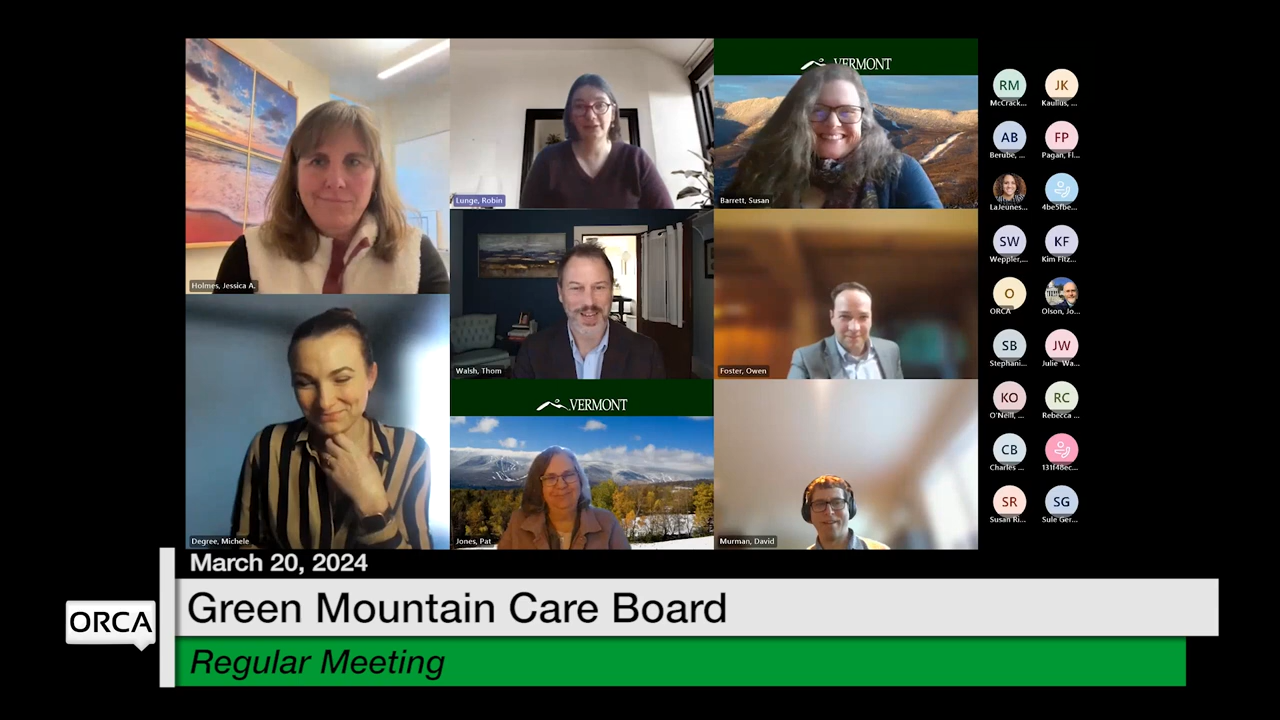 VERMONT
RM
JK
McCrack...
Kaulius, ...
AB
FP
Berube, ...
Pagan, Fl...
LaJeunes...
4be5fbe...
Lunge, Robin
Barrett, Susan
SW
KF
Weppler,...
Kim Fitz...
Holmes, Jessica A.
O
ORCA
Olson, Jo...
SB
JW
Stephani...
Julie Wa...
Walsh, Thom
Foster, Owen
VERMONT
KO
RC
O'Neill, ...
Rebecca ...
CB
Charles ...
131f48ec...
SR
SG
Susan Ri...
Sule Ger...
Degree, Michele
Jones, Pat
Murman, David
March 20, 2024
ORCA
Green Mountain Care Board
Regular Meeting